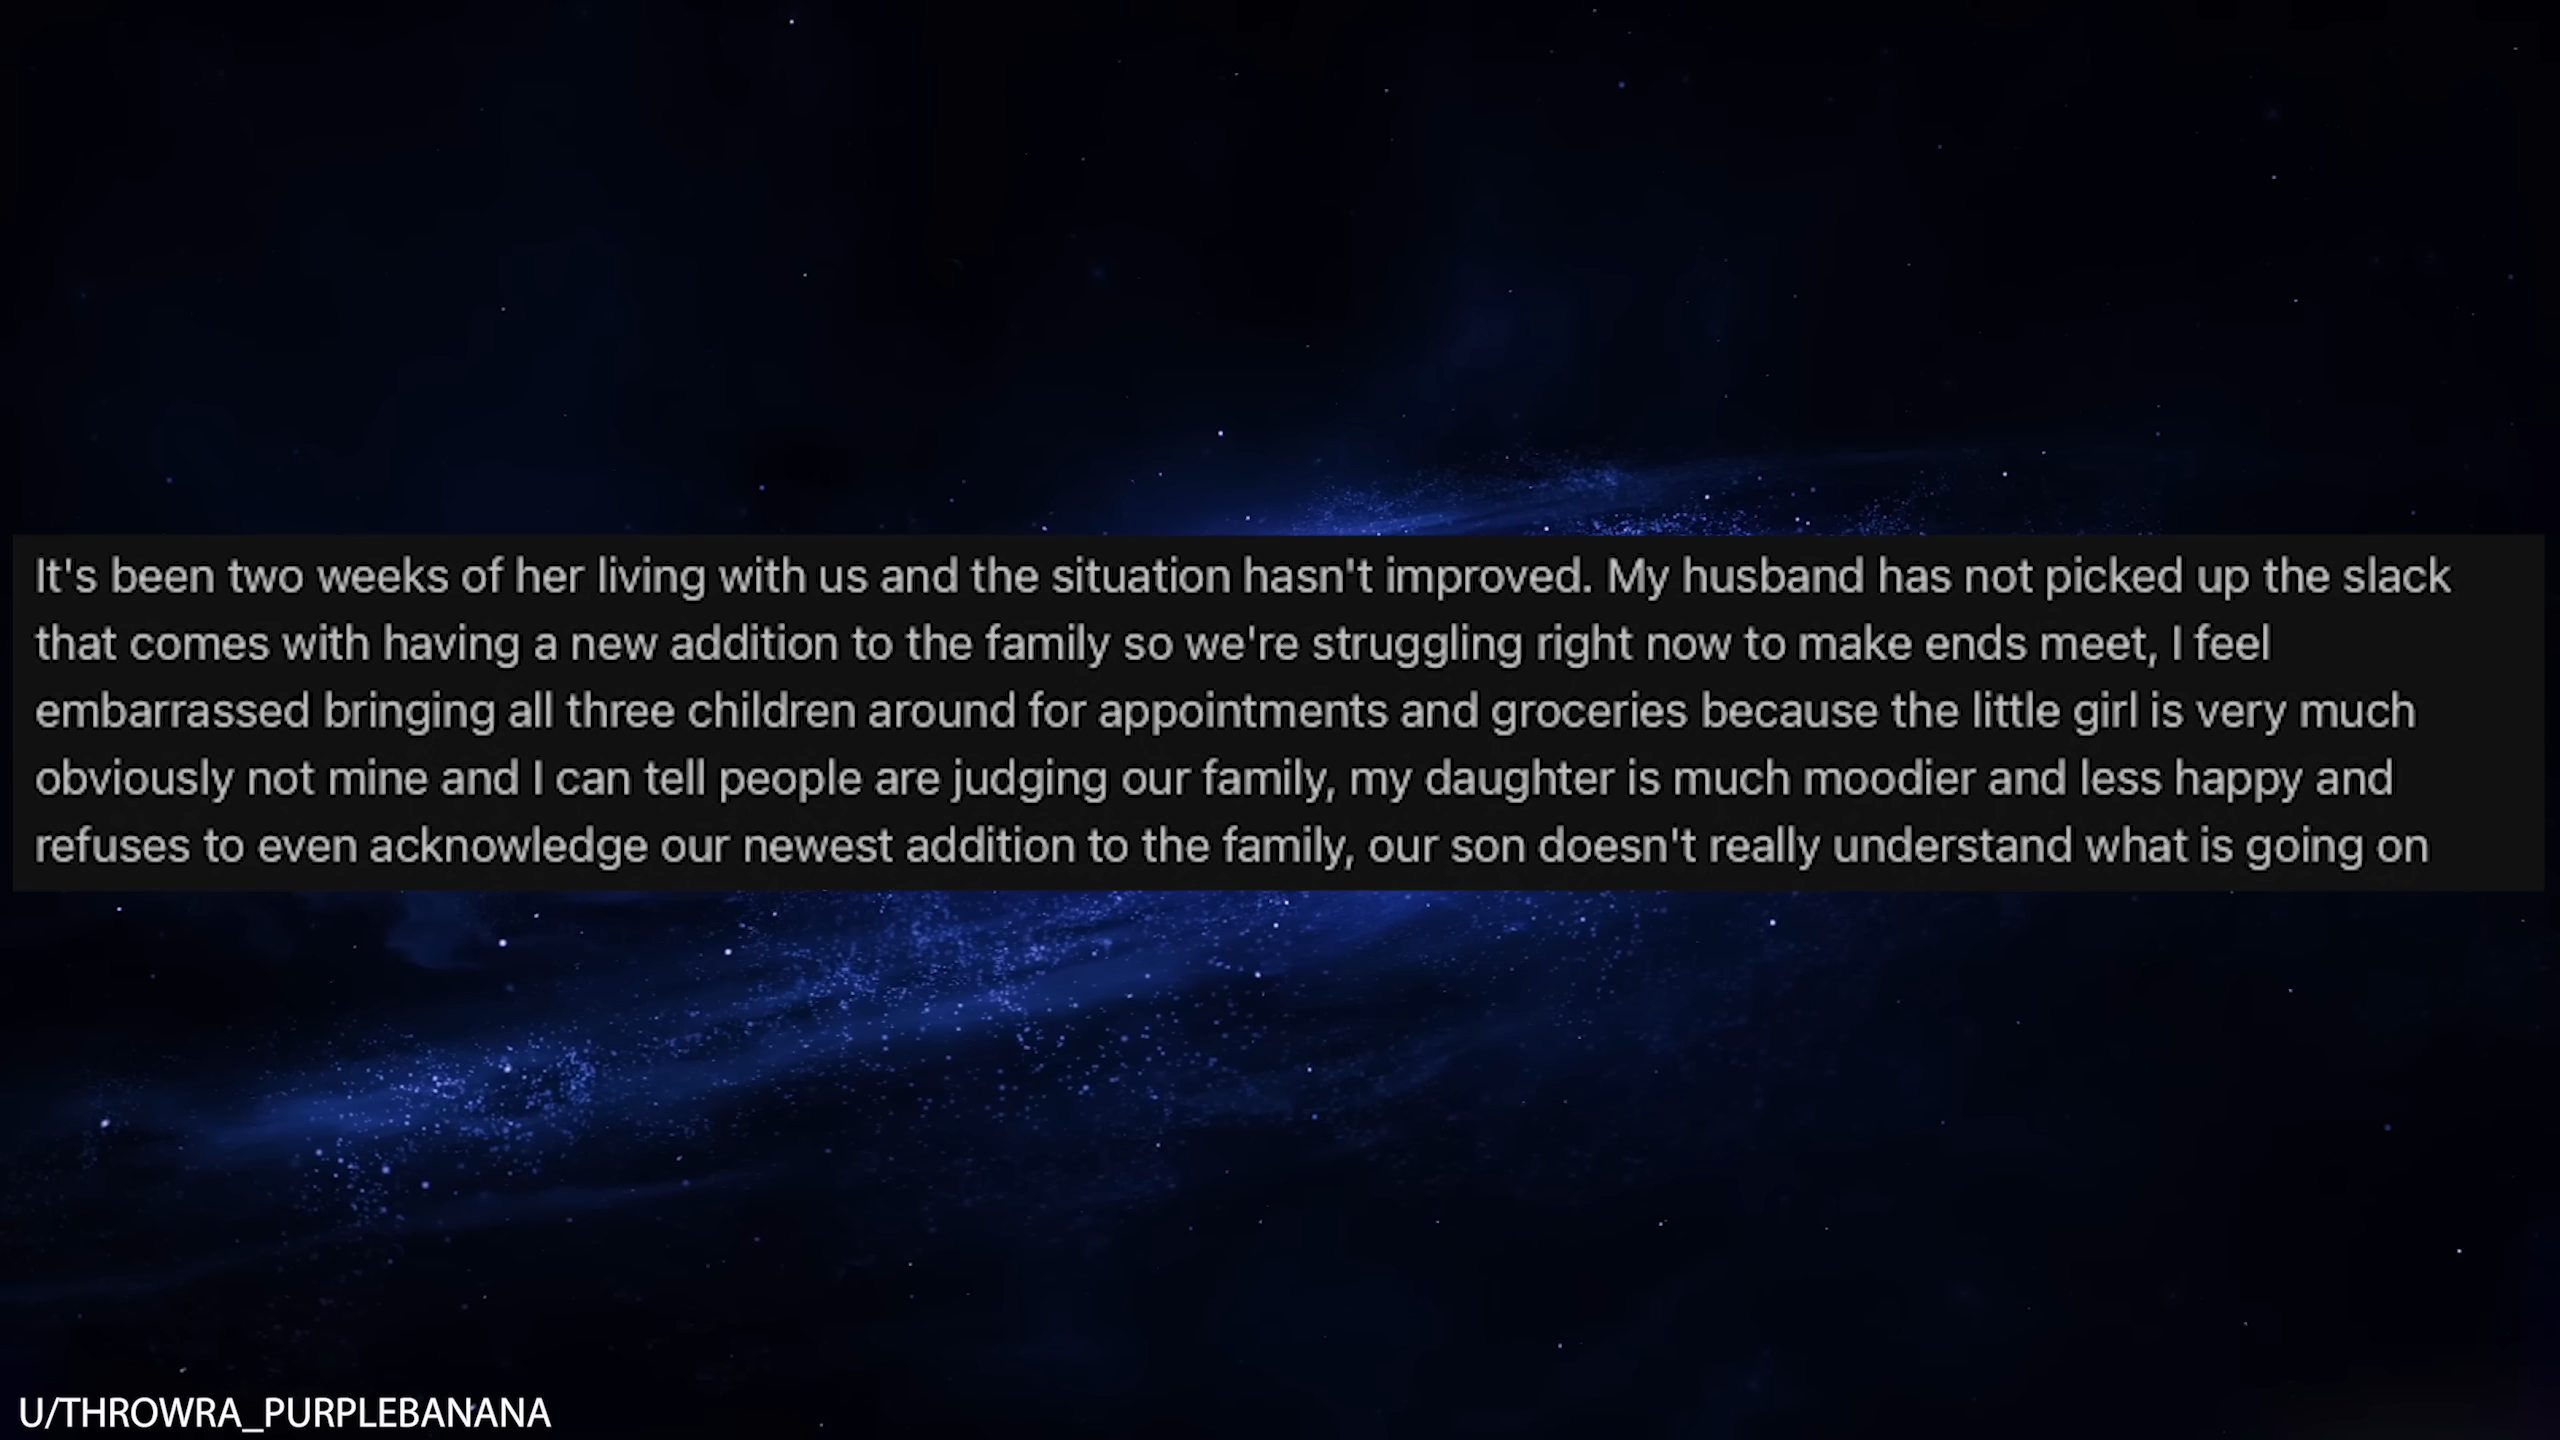 It's been two weeks of her living with us and the situation hasn't improved. My husband has not picked up the slack
that comes with having a new addition to the family so we're struggling right now to make ends meet, I feel
embarrassed bringing all three children around for appointments and groceries because the little girl is very much
obviously not mine and I can tell people are judging our family, my daughter is much moodier and less happy and
refuses to even acknowledge our newest addition to the family, our son doesn't really understand what is going on
U/THROWRA_PURPLEBANANA